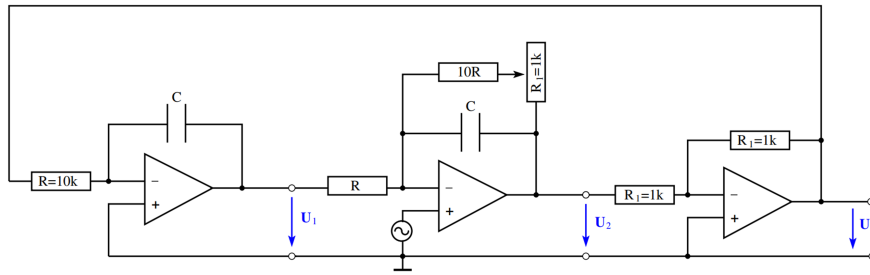 C
R=10k
−
+
U1
R
10R
R1=1k
C
−
+
U2
R1=1k
R1=1k
−
+
U